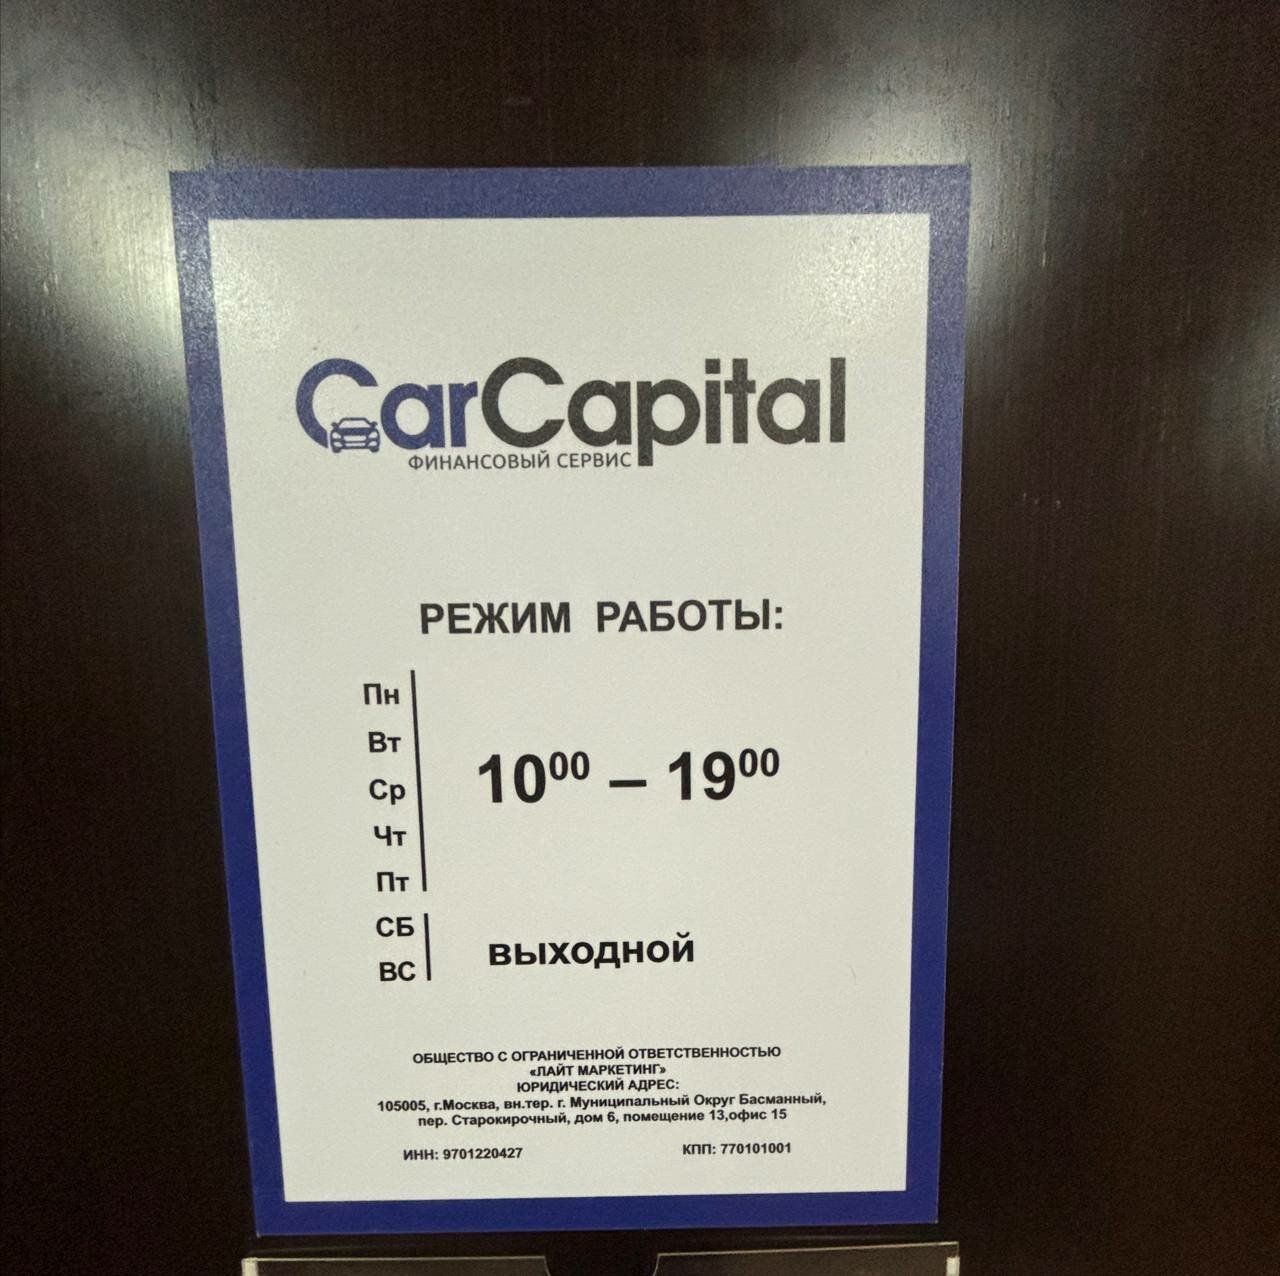 CarCapital
ФИНАНСОВЫЙ СЕРВИС
РЕЖИМ РАБОТЫ:
Пн
Вт
Ср
Чт
Пт
10⁰⁰ – 19⁰⁰
СБ
ВС
ВЫХОДНОЙ
ОБЩЕСТВО С ОГРАНИЧЕННОЙ ОТВЕТСТВЕННОСТЬЮ
«ЛАЙТ МАРКЕТИНГ»
ЮРИДИЧЕСКИЙ АДРЕС:
105005, г.Москва, вн.тер. г. Муниципальный Округ Басманный,
пер. Старокирочный, дом 6, помещение 13,офис 15
ИНН: 9701220427 КПП: 770101001